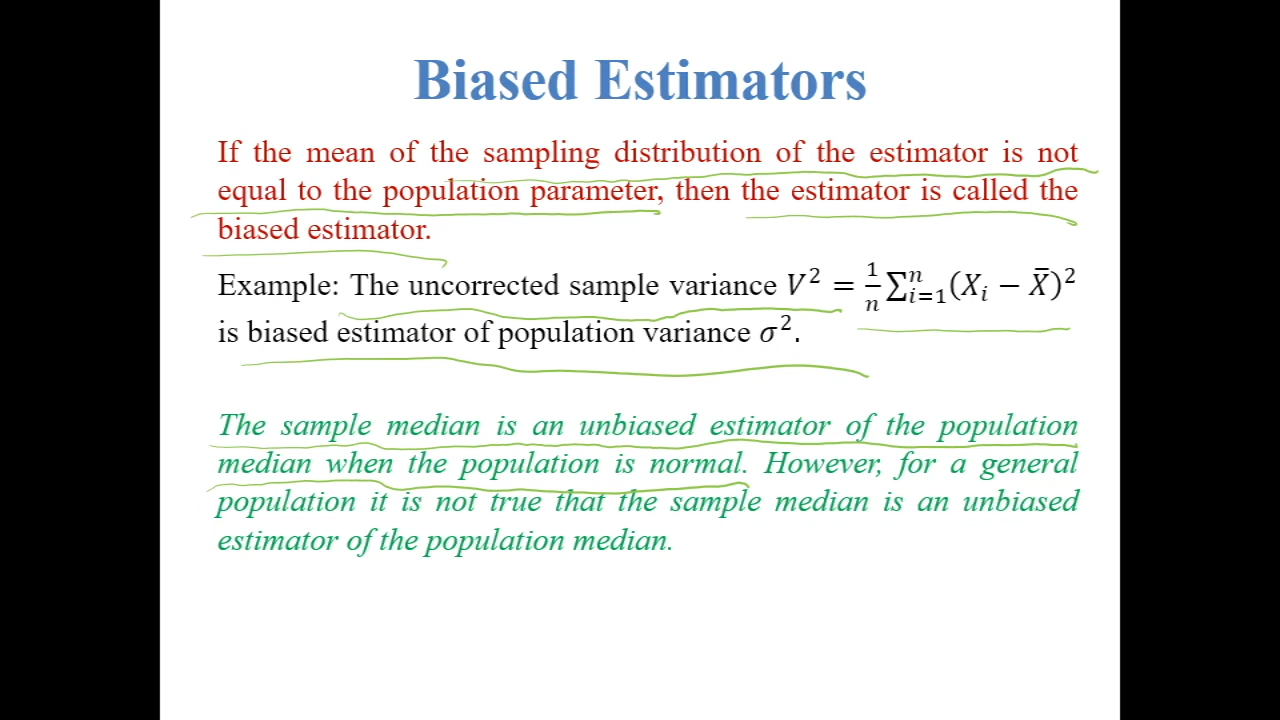 Biased Estimators
If the mean of the sampling distribution of the estimator is not
equal to the population parameter, then the estimator is called the
biased estimator.
Example: The uncorrected sample variance V² = 1/n ∑ⁿᵢ₌₁(Xᵢ − X̄)²
is biased estimator of population variance σ².
The sample median is an unbiased estimator of the population
median when the population is normal. However, for a general
population it is not true that the sample median is an unbiased
estimator of the population median.